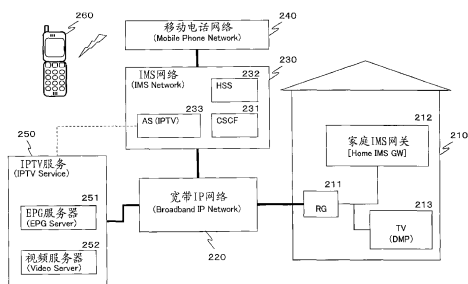 260
移动电话网络
(Mobile Phone Network)
240
IMS网络
(IMS Network)
230
232
HSS
233
AS (IPTV)
231
CSCF
250
IPTV服务
(IPTV Service)
251
EPG服务器
(EPG Server)
252
视频服务器
(Video Server)
宽带IP网络
(Broadband IP Network)
220
212
家庭IMS网关
[Home IMS GW]
210
211
RG
213
TV
(DMP)